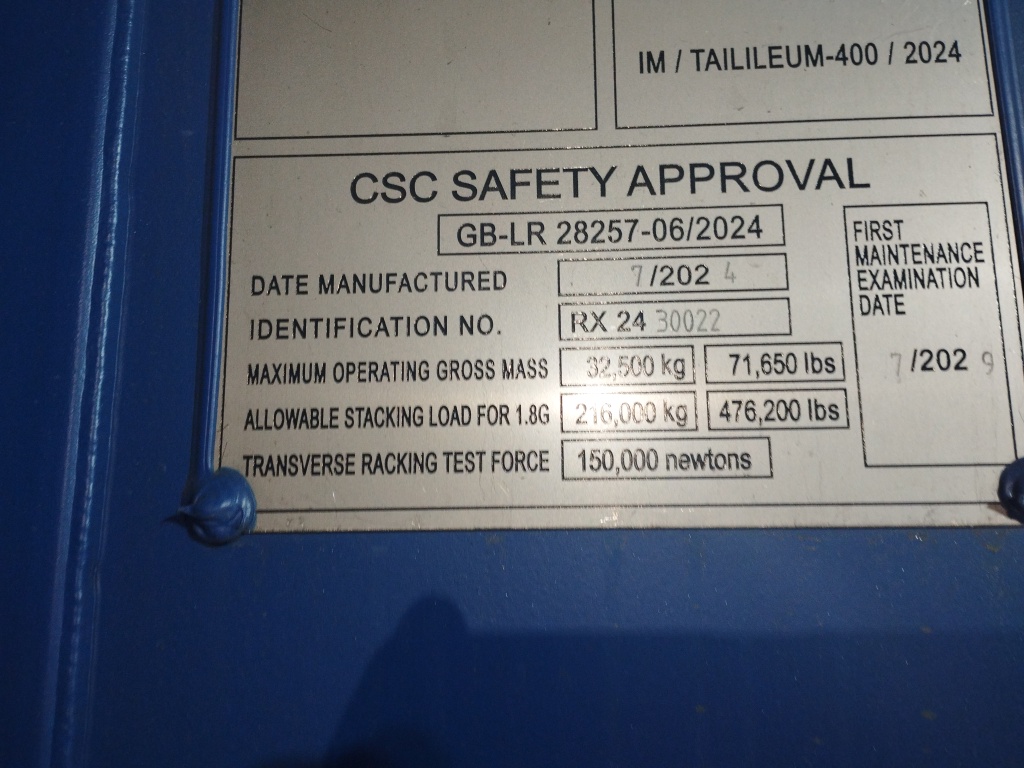 IM / TAILILEUM-400 / 2024
CSC SAFETY APPROVAL
GB-LR 28257-06/2024
DATE MANUFACTURED 7/2024
IDENTIFICATION NO. RX 24 30022
MAXIMUM OPERATING GROSS MASS 32,500 kg 71,650 lbs
ALLOWABLE STACKING LOAD FOR 1.8G 216,000 kg 476,200 lbs
TRANSVERSE RACKING TEST FORCE 150,000 newtons
FIRST
MAINTENANCE
EXAMINATION
DATE
7/2029